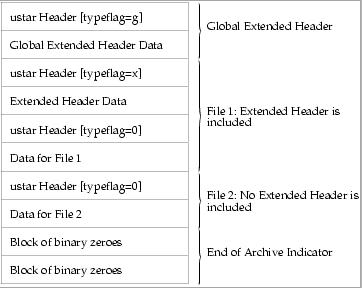 ustar Header [typeflag=g]
Global Extended Header Data
Global Extended Header
ustar Header [typeflag=x]
Extended Header Data
ustar Header [typeflag=0]
Data for File 1
File 1: Extended Header is
included
ustar Header [typeflag=0]
Data for File 2
File 2: No Extended Header is
included
Block of binary zeroes
Block of binary zeroes
End of Archive Indicator